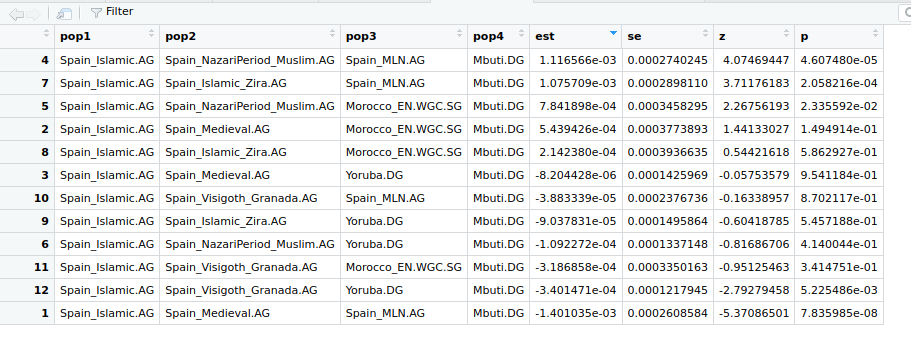 Filter
pop1 pop2 pop3 pop4 est se z p
4 Spain_Islamic.AG Spain_NazariPeriod_Muslim.AG Spain_MLN.AG Mbuti.DG 1.116566e-03 0.0002740245 4.07469447 4.607480e-05
7 Spain_Islamic.AG Spain_Islamic_Zira.AG Spain_MLN.AG Mbuti.DG 1.075709e-03 0.0002898110 3.71176183 2.058216e-04
5 Spain_Islamic.AG Spain_NazariPeriod_Muslim.AG Morocco_EN.WGC.SG Mbuti.DG 7.841898e-04 0.0003458295 2.26756193 2.335592e-02
2 Spain_Islamic.AG Spain_Medieval.AG Morocco_EN.WGC.SG Mbuti.DG 5.439426e-04 0.0003773893 1.44133027 1.494914e-01
8 Spain_Islamic.AG Spain_Islamic_Zira.AG Morocco_EN.WGC.SG Mbuti.DG 2.142380e-04 0.0003936635 0.54421618 5.862927e-01
3 Spain_Islamic.AG Spain_Medieval.AG Yoruba.DG Mbuti.DG -8.204428e-06 0.0001425969 -0.05753579 9.541184e-01
10 Spain_Islamic.AG Spain_Visigoth_Granada.AG Spain_MLN.AG Mbuti.DG -3.883339e-05 0.0002376736 -0.16338957 8.702117e-01
9 Spain_Islamic.AG Spain_Islamic_Zira.AG Yoruba.DG Mbuti.DG -9.037831e-05 0.0001495864 -0.60418785 5.457188e-01
6 Spain_Islamic.AG Spain_NazariPeriod_Muslim.AG Yoruba.DG Mbuti.DG -1.092272e-04 0.0001337148 -0.81686706 4.140044e-01
11 Spain_Islamic.AG Spain_Visigoth_Granada.AG Morocco_EN.WGC.SG Mbuti.DG -3.186858e-04 0.0003350163 -0.95125463 3.414751e-01
12 Spain_Islamic.AG Spain_Visigoth_Granada.AG Yoruba.DG Mbuti.DG -3.401471e-04 0.0001217945 -2.79279458 5.225486e-03
1 Spain_Islamic.AG Spain_Medieval.AG Spain_MLN.AG Mbuti.DG -1.401035e-03 0.0002608584 -5.37086501 7.835985e-08